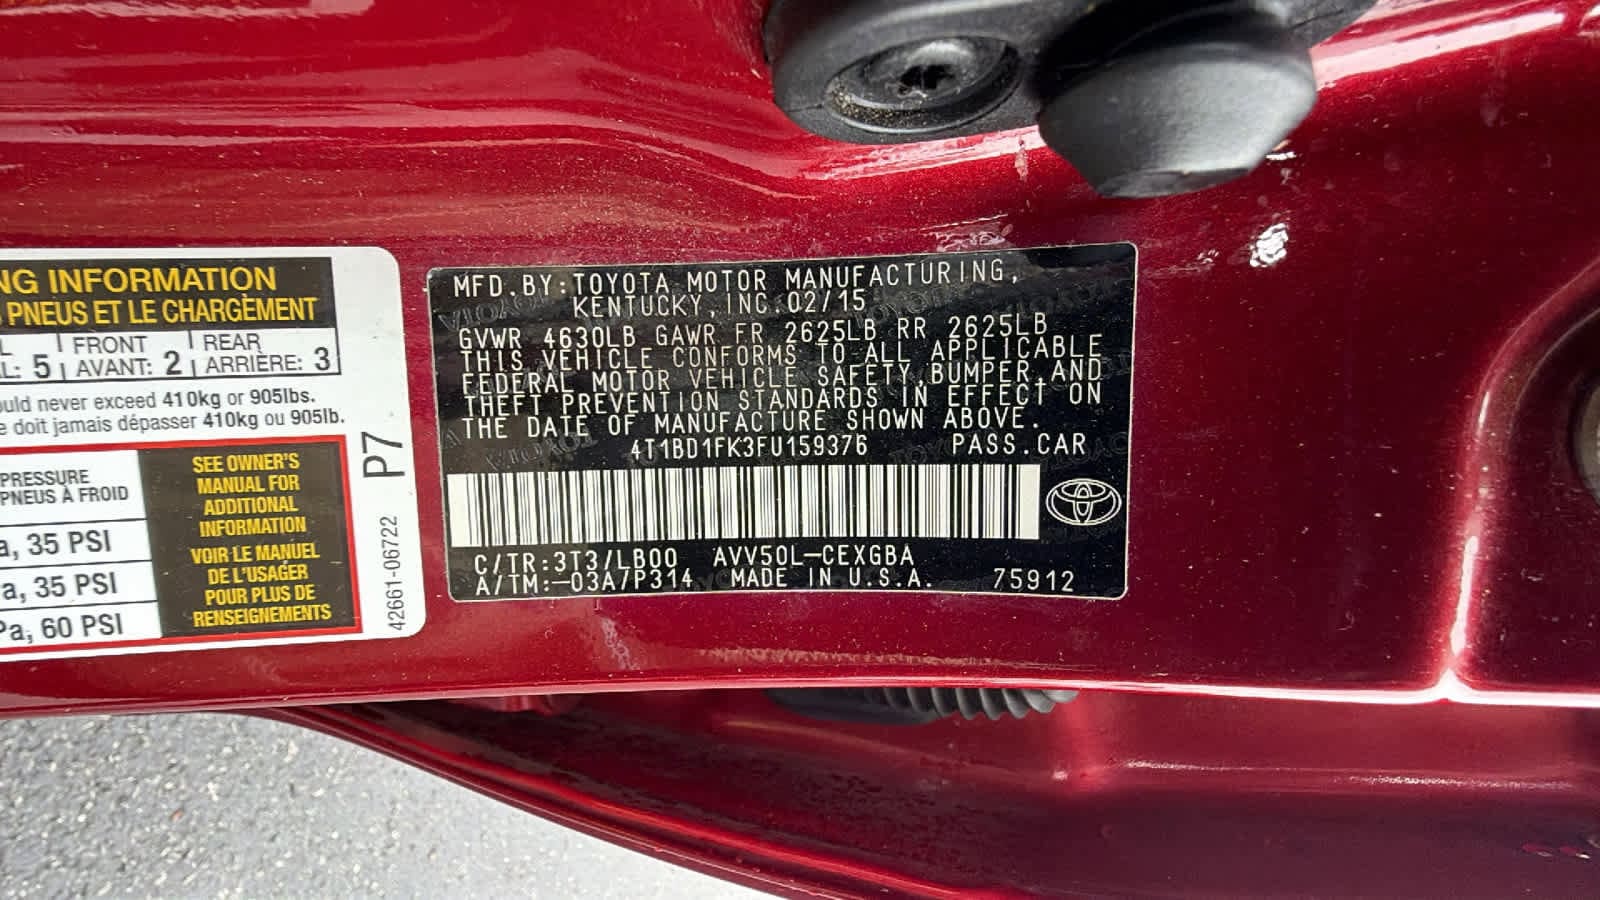 NG INFORMATION
PNEUS ET LE CHARGÈMENT
FRONT
REAR
L: 5
AVANT: 2
ARRIÈRE: 3
ould never exceed 410kg or 905lbs.
e doit jamais dépasser 410kg ou 905lb.
PRESSURE
PNEUS À FROID
a, 35 PSI
a, 35 PSI
Pa, 60 PSI
SEE OWNER'S
MANUAL FOR
ADDITIONAL
INFORMATION
VOIR LE MANUEL
DE L'USAGER
POUR PLUS DE
RENSEIGNEMENTS
P7
42661-06722
MFD.BY:TOYOTA MOTOR MANUFACTURING,
KENTUCKY,INC.02/15
GVWR 4630LB GAWR FR 2625LB RR 2625LB
THIS VEHICLE CONFORMS TO ALL APPLICABLE
FEDERAL MOTOR VEHICLE SAFETY,BUMPER,AND
THEFT PREVENTION STANDARDS IN EFFECT ON
THE DATE OF MANUFACTURE SHOWN ABOVE.
4T1BD1FK3FU159376 PASS.CAR
C/TR:3T3/LB00 AVV50L-CEXGBA
A/TM:-03A/P314 MADE IN U.S.A. 75912